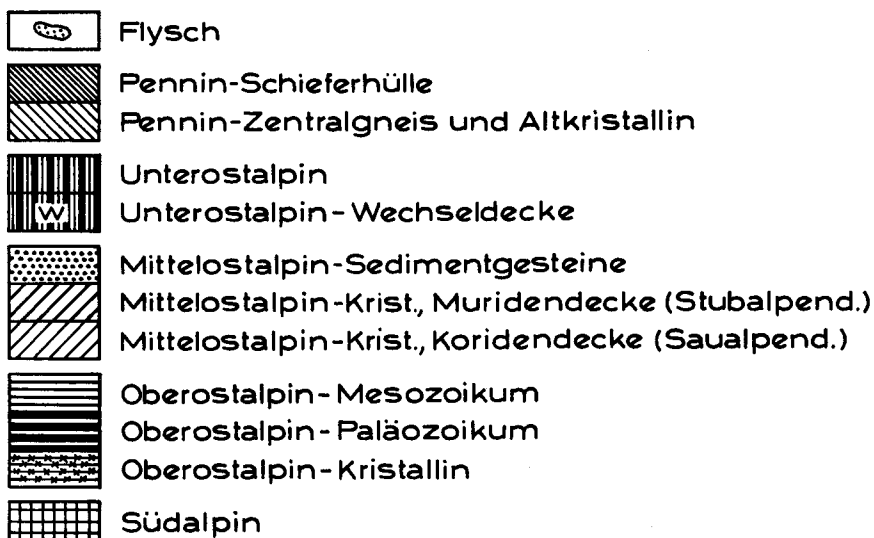 Flysch
Pennin-Schieferhülle
Pennin-Zentralgneis und Altkristallin
Unterostalpin
W Unterostalpin-Wechseldecke
Mittelostalpin-Sedimentgesteine
Mittelostalpin-Krist., Muridendecke (Stubalpend.)
Mittelostalpin-Krist., Koridendecke (Saualpend.)
Oberostalpin-Mesozoikum
Oberostalpin-Paläozoikum
Oberostalpin-Kristallin
Südalpin